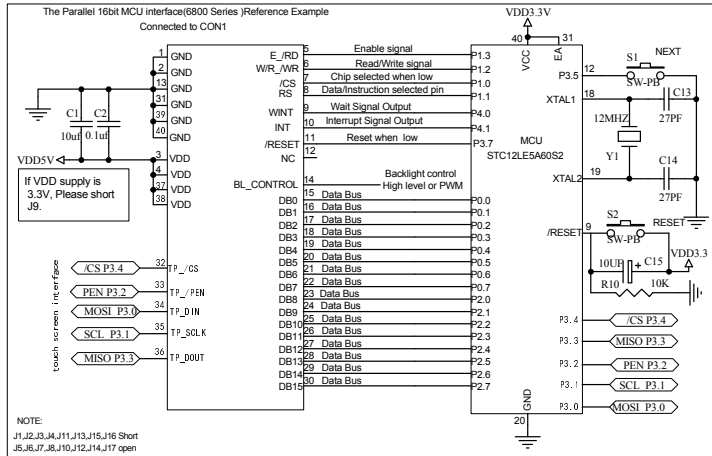 The Parallel 16bit MCU interface(6800 Series )Reference Example
Connected to CON1
VDD3.3V
1 GND
2 GND
13 GND
31 GND
39 GND
40 GND
C1 C2
10uf 0.1uf
VDD5V
3 VDD
4 VDD
37 VDD
38 VDD
If VDD supply is
3.3V, Please short
J9.
touch screen interface
/CS P3.4 32 TP_/CS
PEN P3.2 33 TP_/PEN
MOSI P3.0 34 TP_DIN
SCL P3.1 35 TP_SCLK
MISO P3.3 36 TP_DOUT
E_/RD 5 Enable signal P1.3
W/R_/WR 6 Read/Write signal P1.2
/CS 7 Chip selected when low P1.0
RS 8 Data/Instruction selected pin P1.1
WINT 9 Wait Signal Output P4.0
INT 10 Interrupt Signal Output P4.1
/RESET 11 Reset when low P3.7
NC 12
BL_CONTROL 14 Backlight control
High level or PWM
DB0 15 Data Bus P0.0
DB1 16 Data Bus P0.1
DB2 17 Data Bus P0.2
DB3 18 Data Bus P0.3
DB4 19 Data Bus P0.4
DB5 20 Data Bus P0.5
DB6 21 Data Bus P0.6
DB7 22 Data Bus P0.7
DB8 23 Data Bus P2.0
DB9 24 Data Bus P2.1
DB10 25 Data Bus P2.2
DB11 26 Data Bus P2.3
DB12 27 Data Bus P2.4
DB13 28 Data Bus P2.5
DB14 29 Data Bus P2.6
DB15 30 Data Bus P2.7
40 31
VCC EA
MCU
STC12LE5A60S2
P3.5 12 S1 NEXT
SW-PB
XTAL1 18 C13
12MHZ 27PF
Y1 C14
XTAL2 19
27PF
/RESET 9 S2 RESET
SW-PB VDD3.3
10UF + C15
R10 10K
P3.4 /CS P3.4
P3.3 MISO P3.3
P3.2 PEN P3.2
P3.1 SCL P3.1
P3.0 MOSI P3.0
GND
20
NOTE:
J1,J2,J3,J4,J11,J13,J15,J16 Short
J5,J6,J7,J8,J10,J12,J14,J17 open